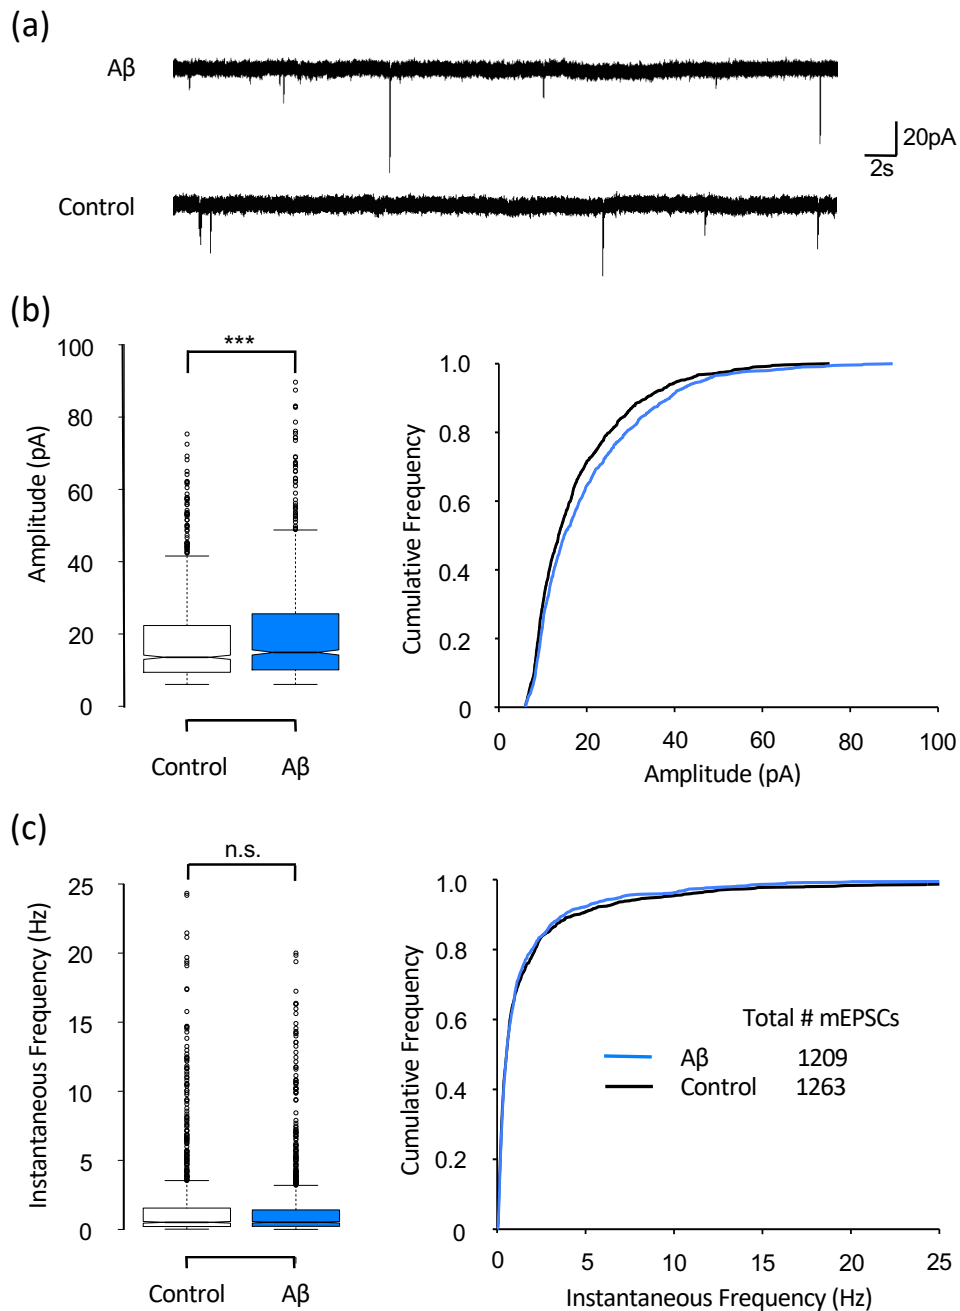 (a)
Aβ
20pA
2s
Control
(b)
***
Amplitude (pA)
100
80
60
40
20
0
Control Aβ
Cumulative Frequency
1.0
0.8
0.6
0.4
0.2
0
0 20 40 60 80 100
Amplitude (pA)
(c)
n.s.
Instantaneous Frequency (Hz)
25
20
15
10
5
0
Control Aβ
Cumulative Frequency
1.0
0.8
0.6
0.4
0.2
0
Total # mEPSCs
Aβ 1209
Control 1263
0 5 10 15 20 25
Instantaneous Frequency (Hz)